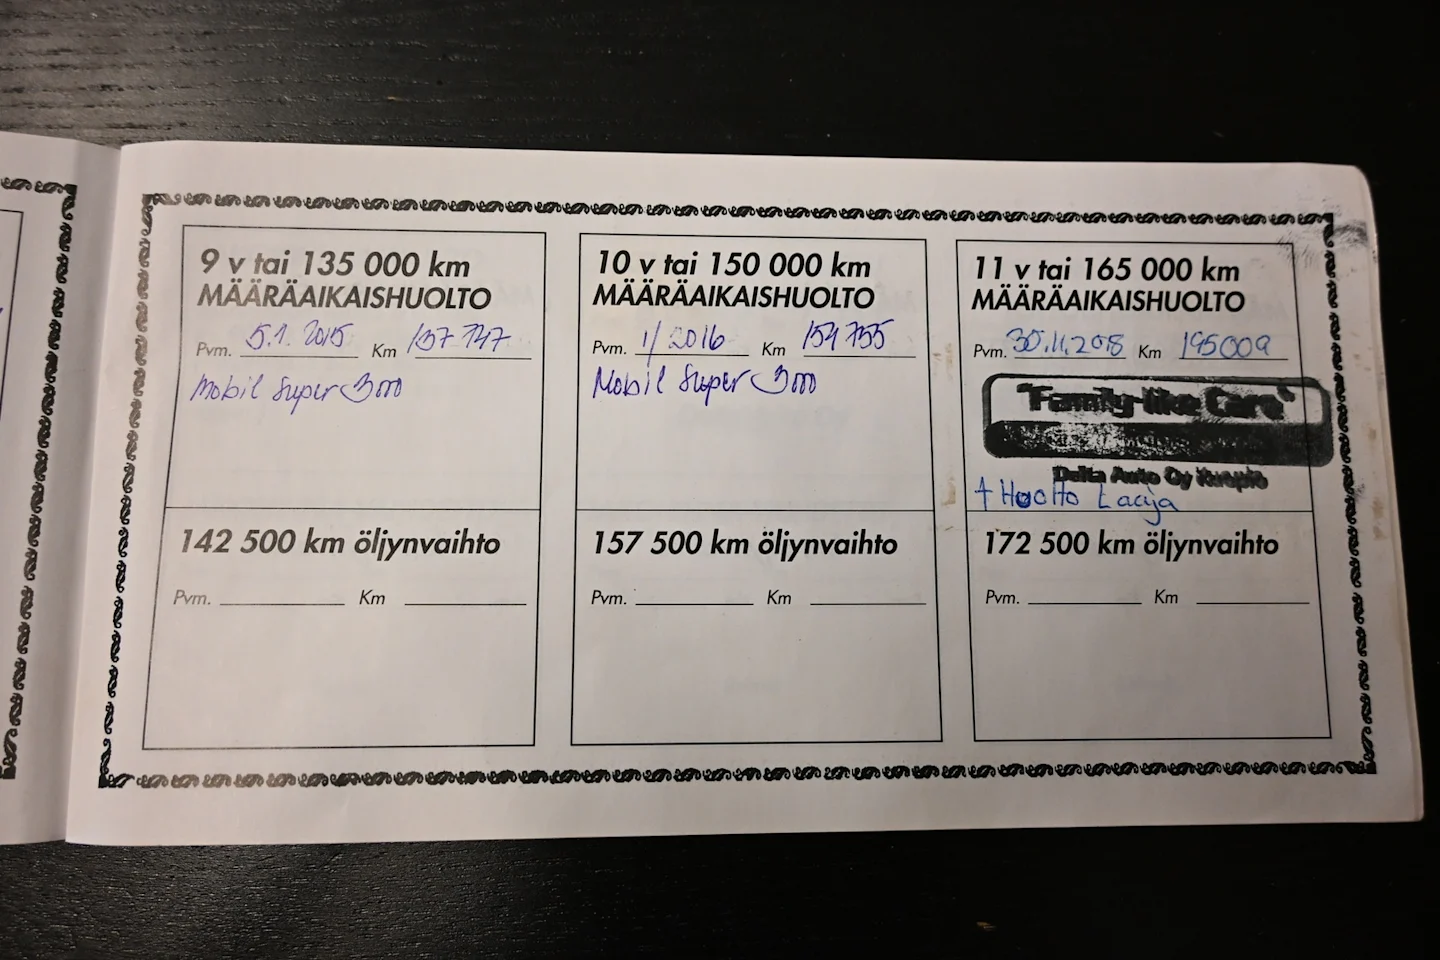 9 v tai 135 000 km
MÄÄRÄAIKAISHUOLTO
Pvm. 5.1. 2015 Km 137 747
Mobil Super 3000
142 500 km öljynvaihto
Pvm. Km
10 v tai 150 000 km
MÄÄRÄAIKAISHUOLTO
Pvm. 1/2016 Km 154 755
Mobil Super 3000
157 500 km öljynvaihto
Pvm. Km
11 v tai 165 000 km
MÄÄRÄAIKAISHUOLTO
Pvm. 30.11.2018 Km 195009
"Family-like Care"
Delta Auto Oy Kuopio
+ Huolto Laaja
172 500 km öljynvaihto
Pvm. Km